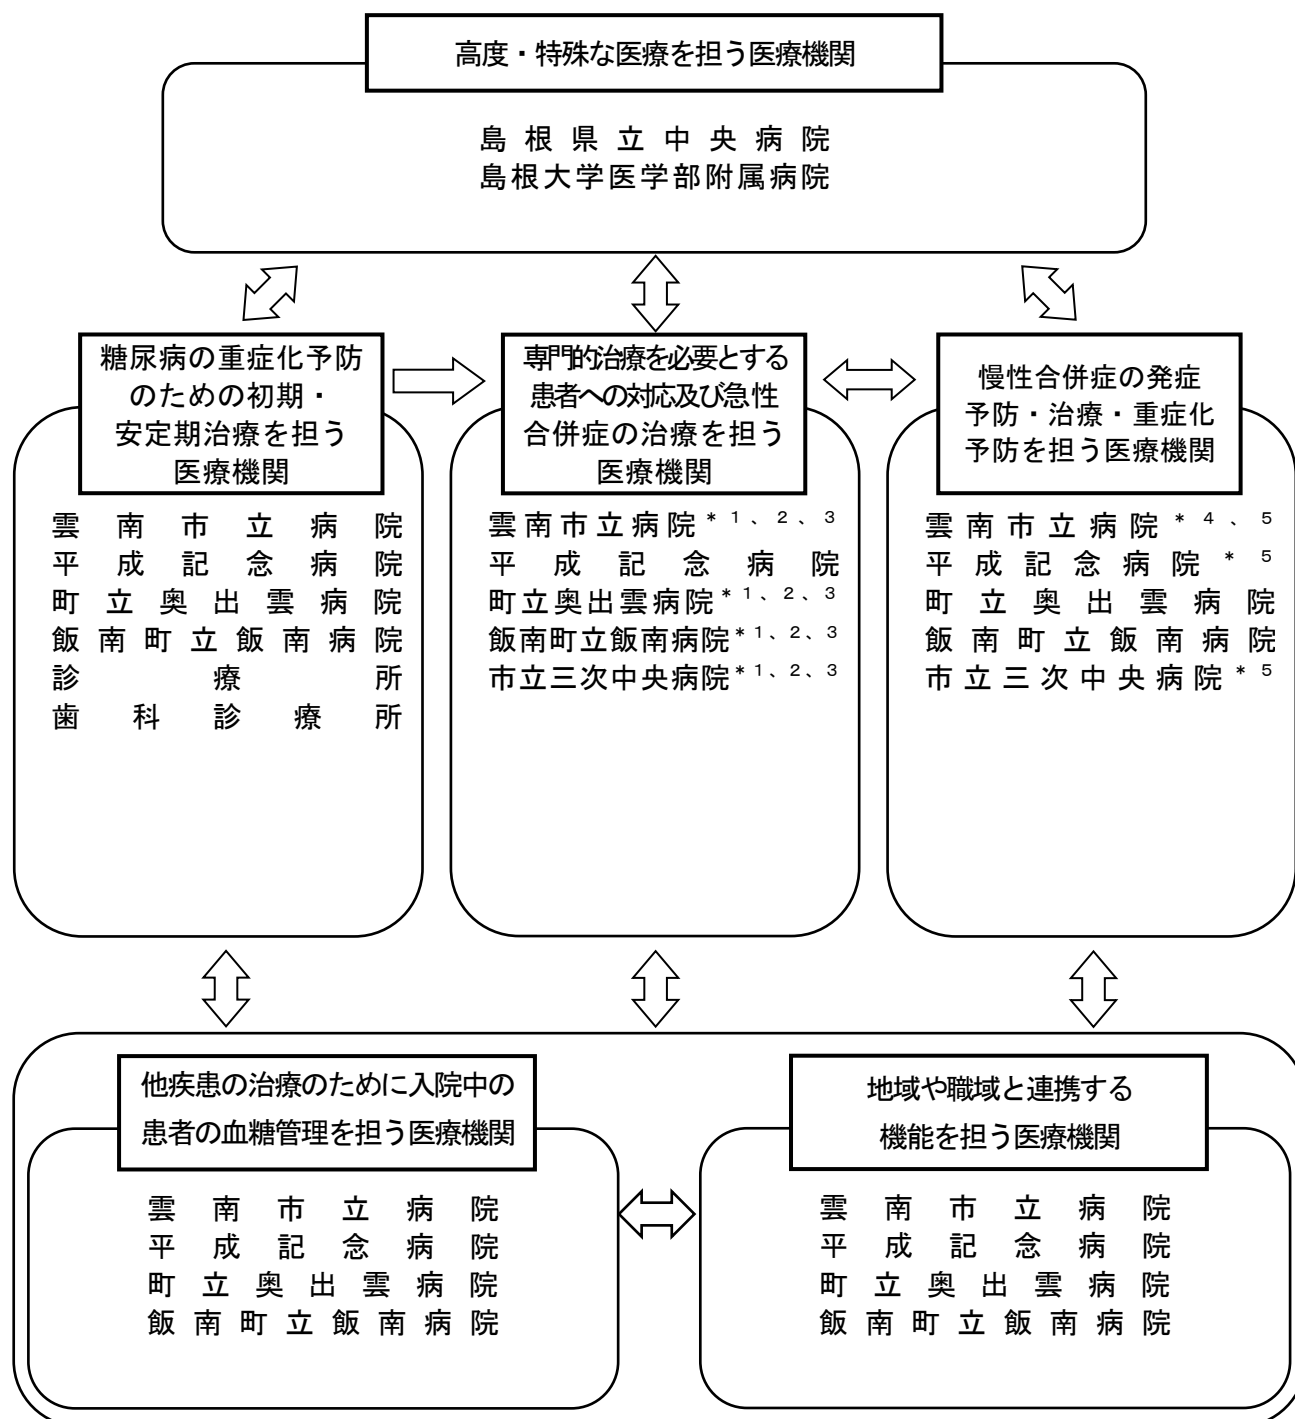 高度・特殊な医療を担う医療機関
島根県立中央病院
島根大学医学部附属病院
糖尿病の重症化予防
のための初期・
安定期治療を担う
医療機関
雲南市立病院
平成記念病院
町立奥出雲病院
飯南町立飯南病院
診療所
歯科診療所
専門的治療を必要とする
患者への対応及び急性
合併症の治療を担う
医療機関
雲南市立病院*1、2、3
平成記念病院
町立奥出雲病院*1、2、3
飯南町立飯南病院*1、2、3
市立三次中央病院*1、2、3
慢性合併症の発症
予防・治療・重症化
予防を担う医療機関
雲南市立病院*4、5
平成記念病院*5
町立奥出雲病院
飯南町立飯南病院
市立三次中央病院*5
他疾患の治療のために入院中の
患者の血糖管理を担う医療機関
雲南市立病院
平成記念病院
町立奥出雲病院
飯南町立飯南病院
地域や職域と連携する
機能を担う医療機関
雲南市立病院
平成記念病院
町立奥出雲病院
飯南町立飯南病院